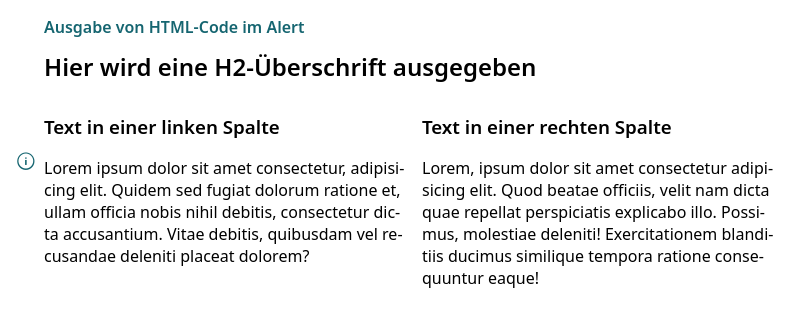 Ausgabe von HTML-Code im Alert
Hier wird eine H2-Überschrift ausgegeben
Text in einer linken Spalte
Lorem ipsum dolor sit amet consectetur, adipisi-
cing elit. Quidem sed fugiat dolorum ratione et,
ullam officia nobis nihil debitis, consectetur dic-
ta accusantium. Vitae debitis, quibusdam vel re-
cusandae deleniti placeat dolorem?
Text in einer rechten Spalte
Lorem, ipsum dolor sit amet consectetur adipi-
sicing elit. Quod beatae officiis, velit nam dicta
quae repellat perspiciatis explicabo illo. Possi-
mus, molestiae deleniti! Exercitationem blandi-
tiis ducimus similique tempora ratione conse-
quuntur eaque!